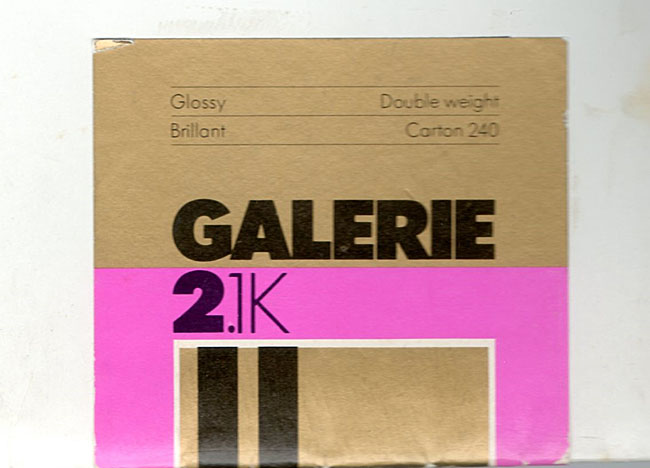 Glossy Double weight
Brillant Carton 240
GALERIE
2.1K